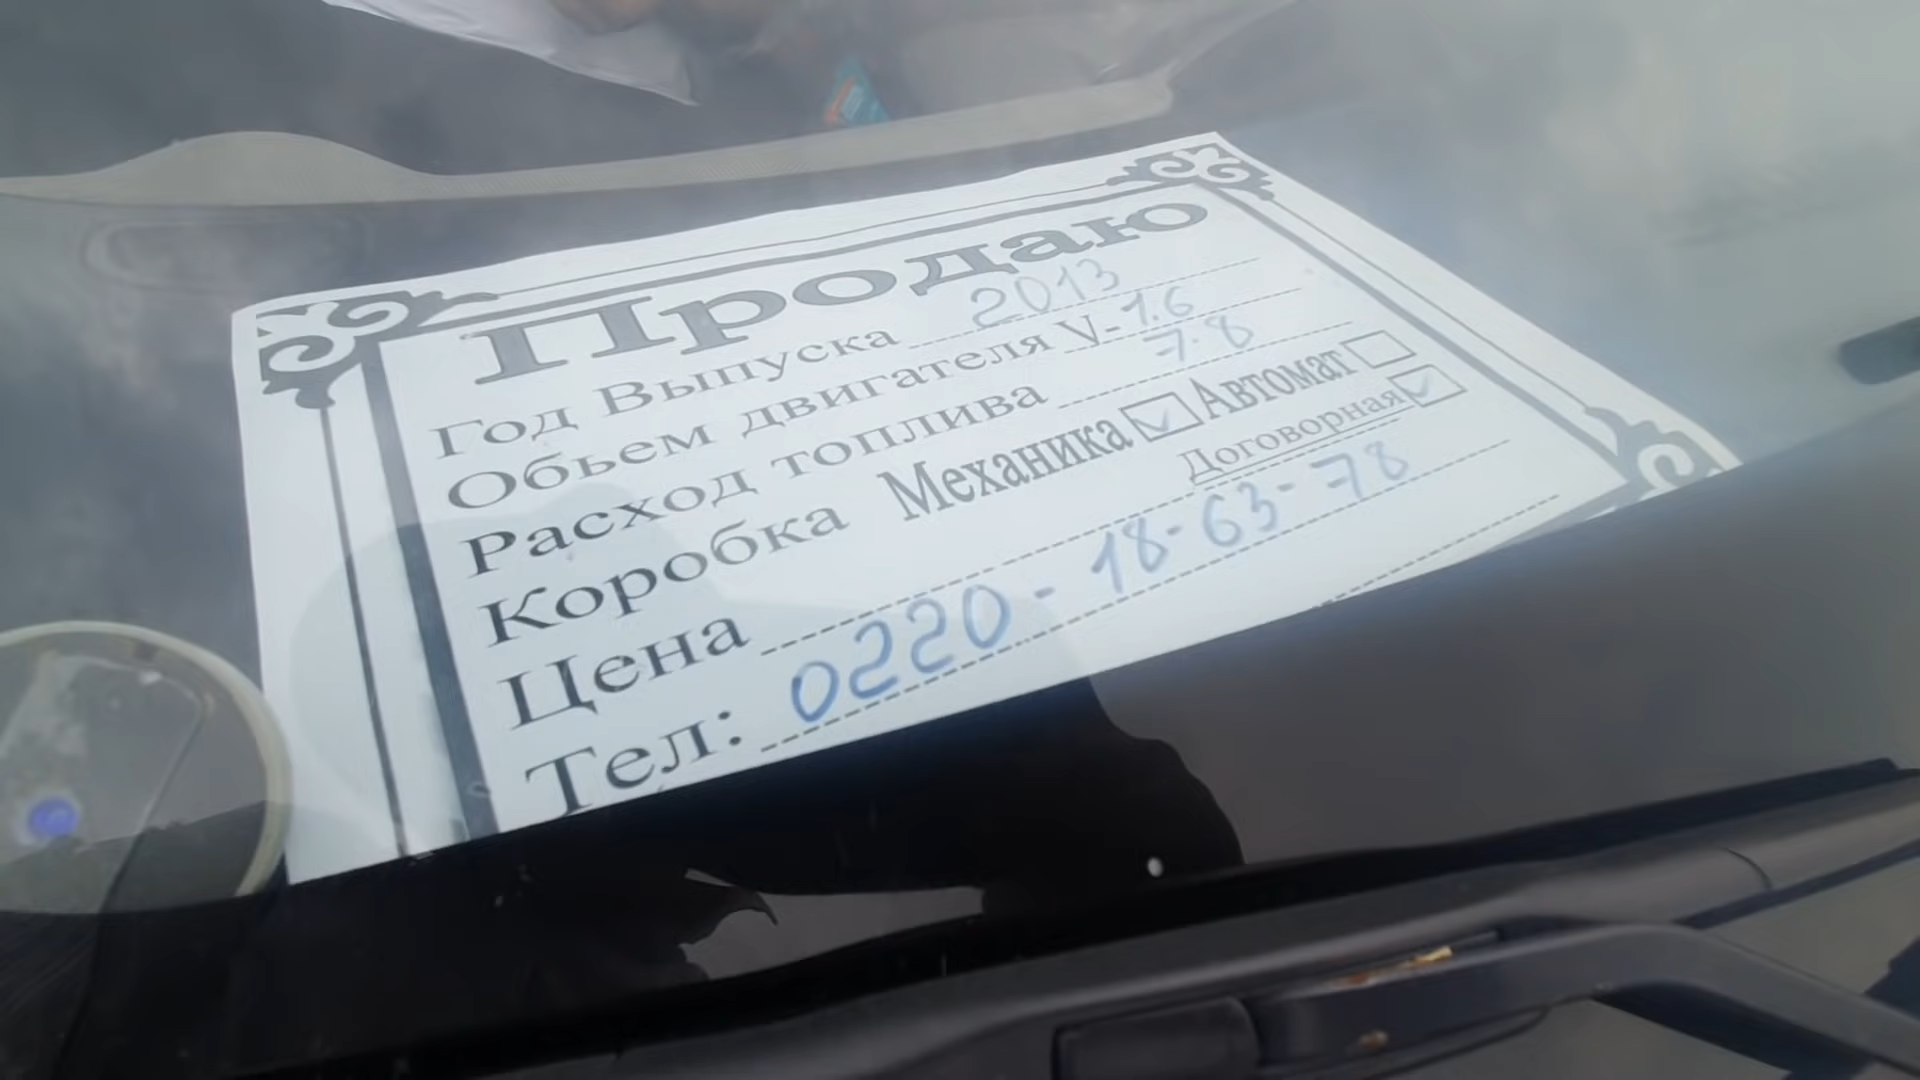 Продаю
Год Выпуска 2013
Обьем двигателя V-1.6
Расход топлива 7.8
Коробка Механика ☑ Автомат ☐
Цена Договорная ☑
Тел: 0220-18-63-78